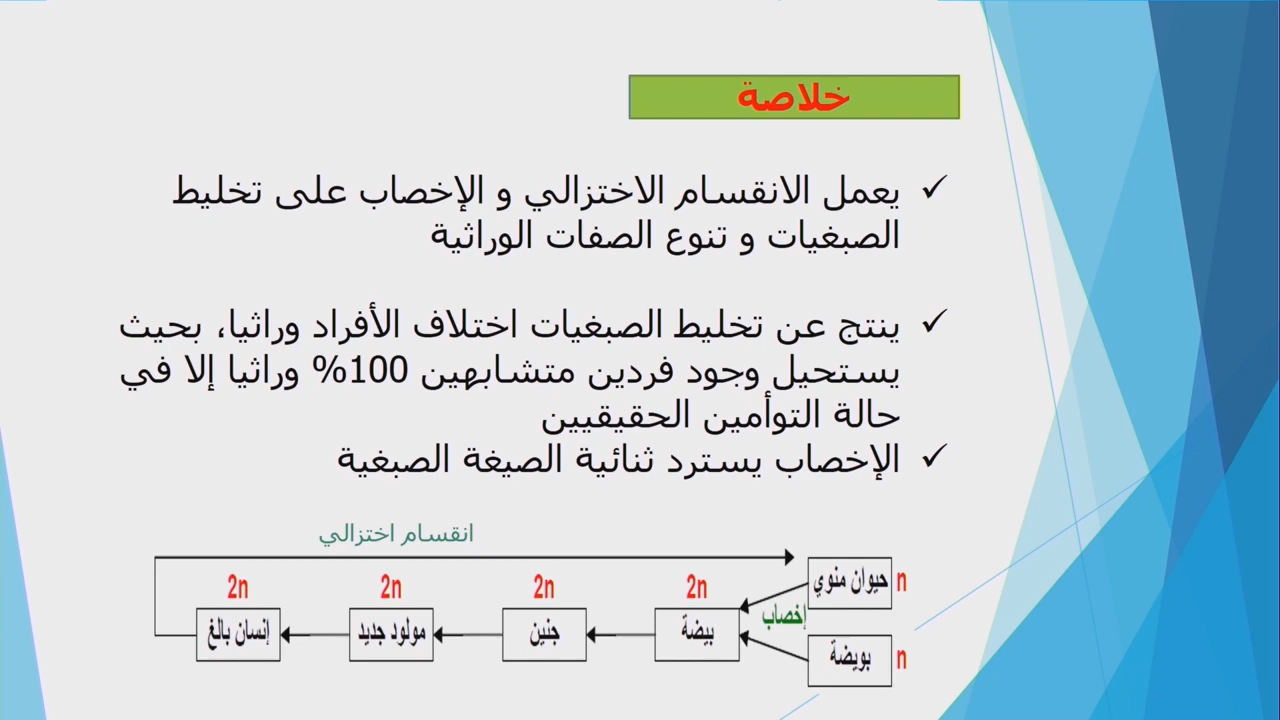 خلاصة
✓ يعمل الانقسام الاختزالي و الإخصاب على تخليط
الصبغيات و تنوع الصفات الوراثية
✓ ينتج عن تخليط الصبغيات اختلاف الأفراد وراثيا، بحيث
يستحيل وجود فردين متشابهين 100% وراثيا إلا في
حالة التوأمين الحقيقيين
✓ الإخصاب يسترد ثنائية الصيغة الصبغية
انقسام اختزالي
n حيوان منوي
n بويضة
إخصاب
2n
بيضة
2n
جنين
2n
مولود جديد
2n
إنسان بالغ